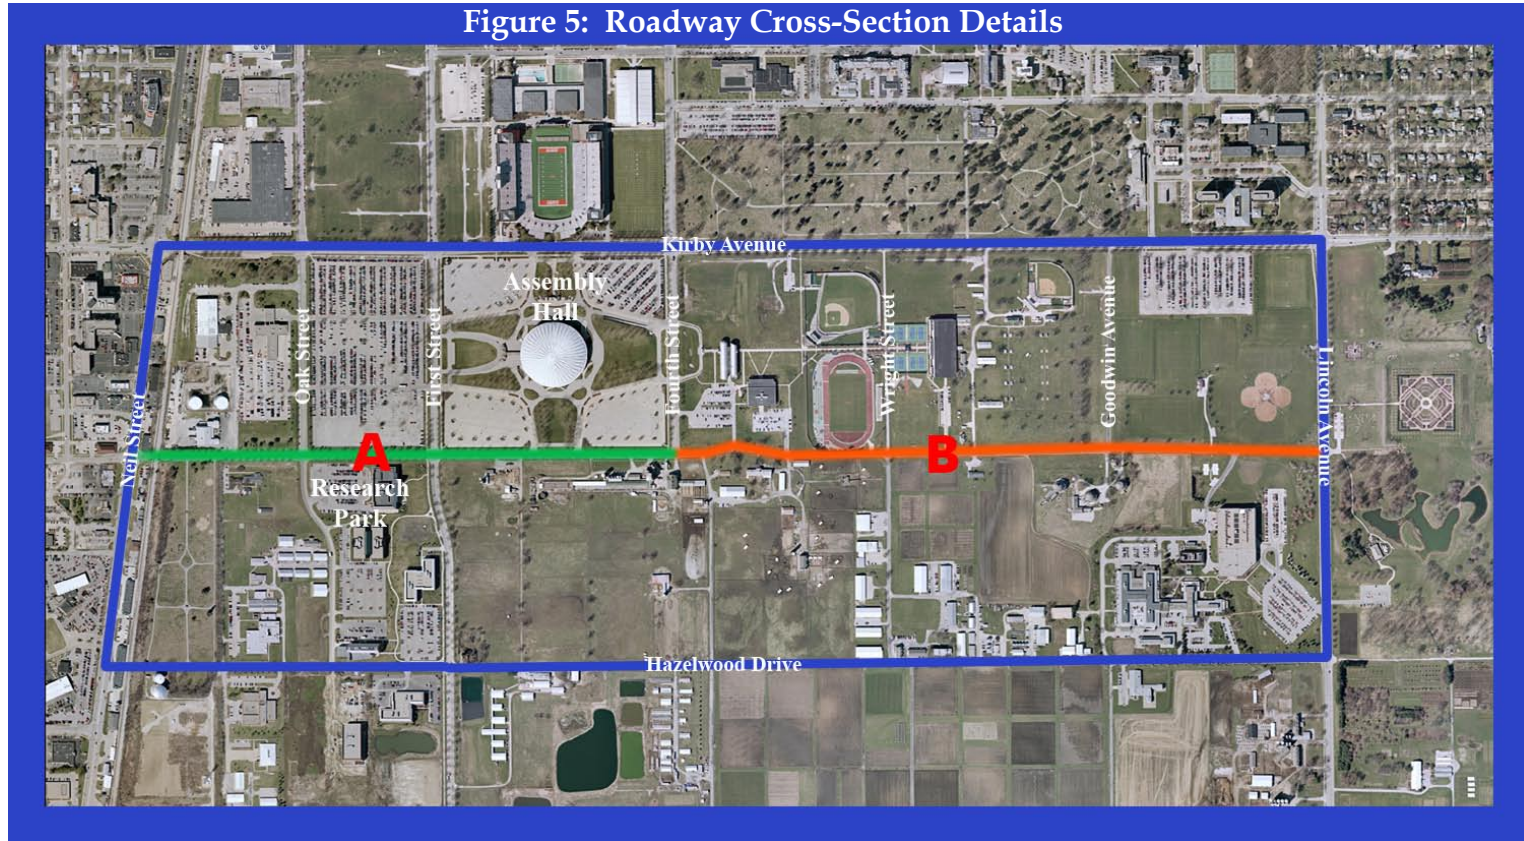 Figure 5:  Roadway Cross-Section Details
Kirby Avenue
Assembly
Hall
Neil Street
Oak Street
First Street
Fourth Street
Wright Street
Goodwin Avenue
Lincoln Avenue
A
B
Research
Park
Hazelwood Drive